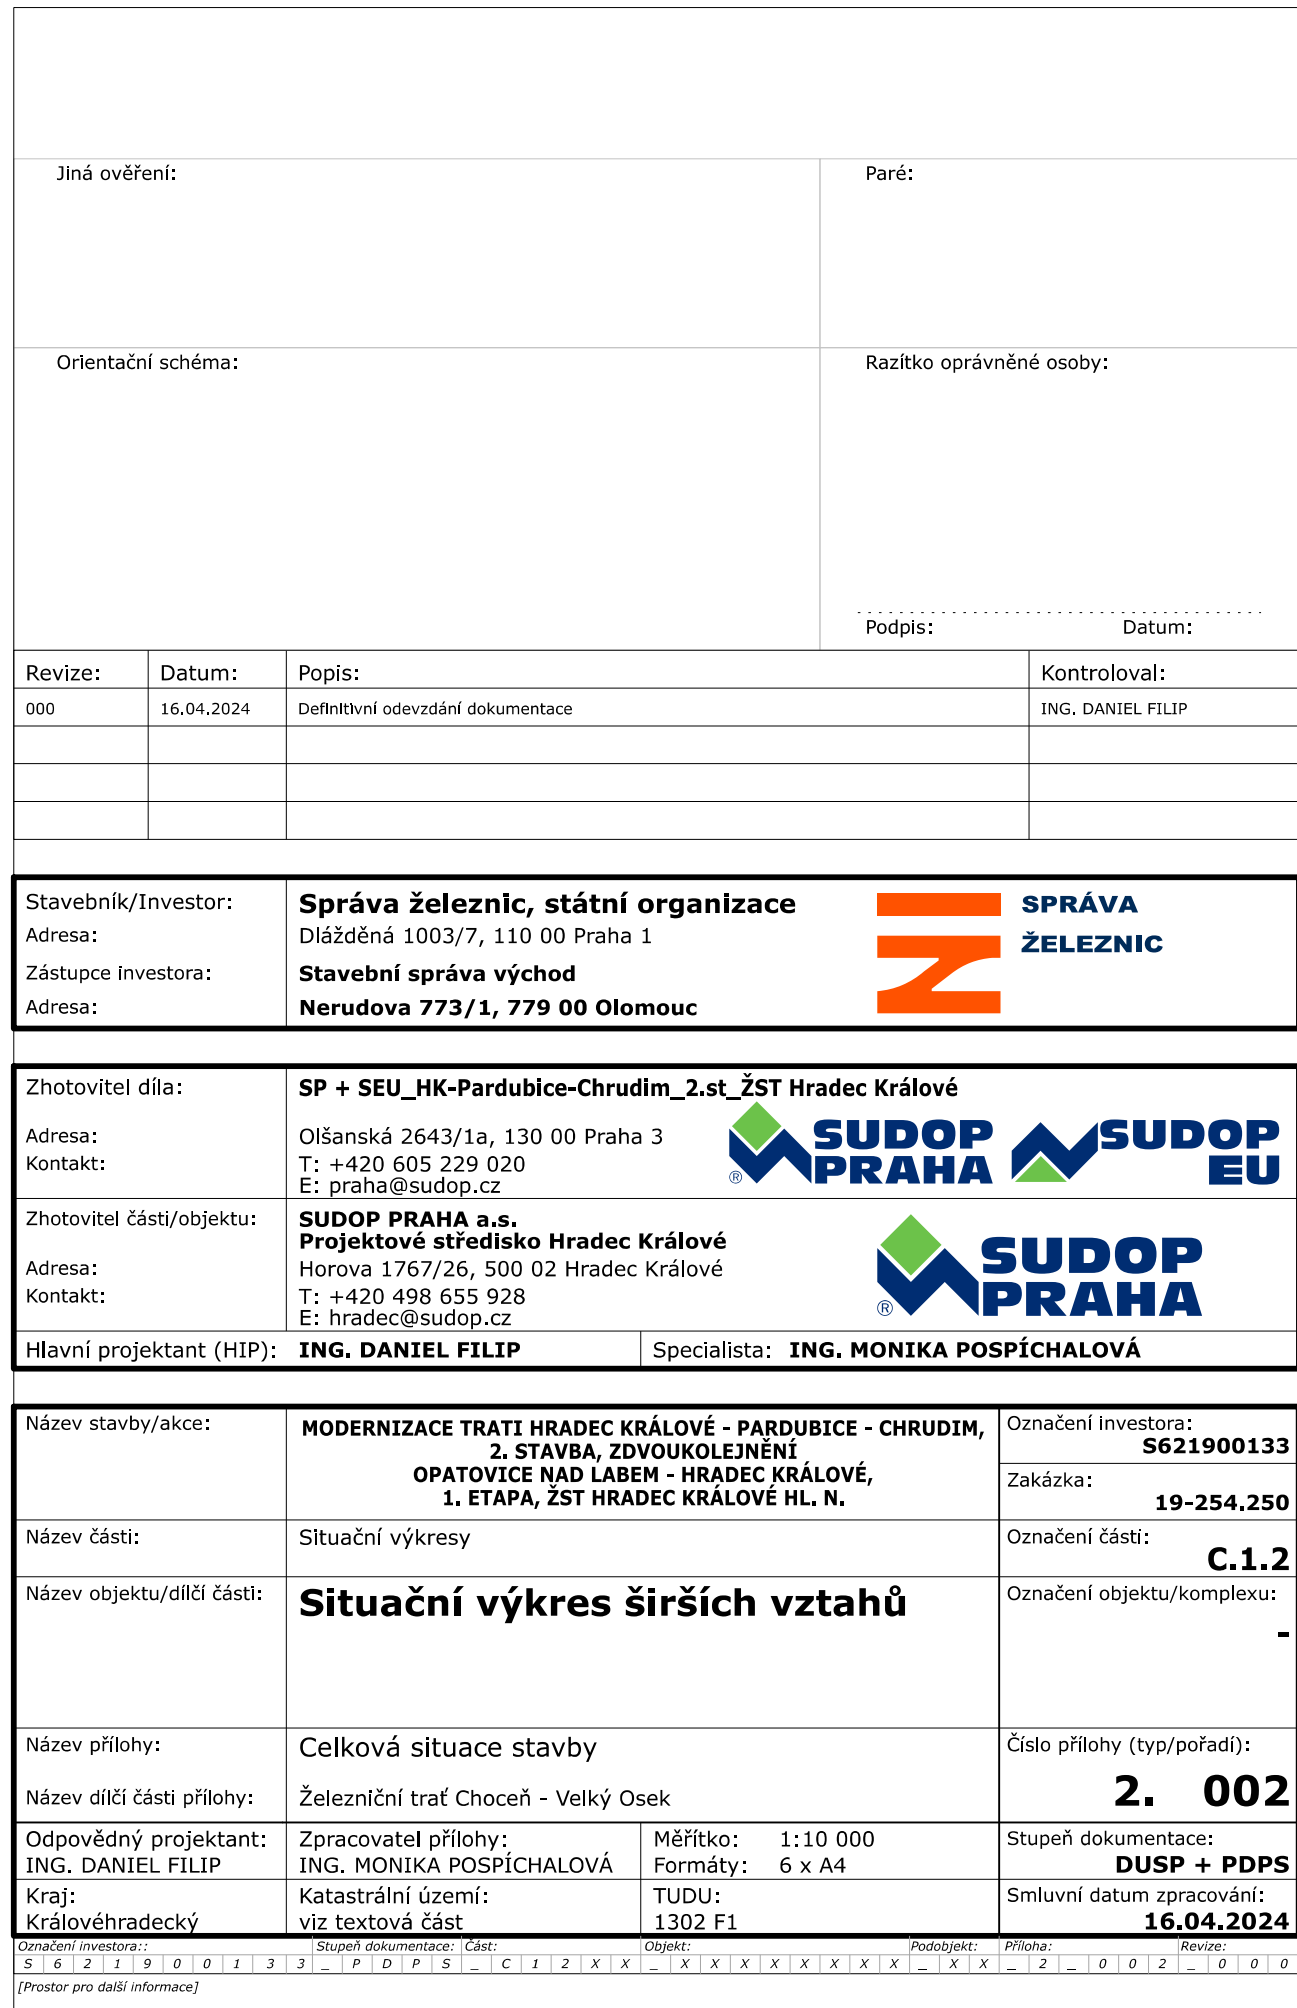 Jiná ověření:
Paré:
Orientační schéma:
Razítko oprávněné osoby:
Podpis: Datum:
Revize: Datum: Popis: Kontroloval:
000 16.04.2024 Definitivní odevzdání dokumentace ING. DANIEL FILIP
Stavebník/Investor: Správa železnic, státní organizace
Adresa: Dlážděná 1003/7, 110 00 Praha 1
Zástupce investora: Stavební správa východ
Adresa: Nerudova 773/1, 779 00 Olomouc
SPRÁVA
ŽELEZNIC
Zhotovitel díla: SP + SEU_HK-Pardubice-Chrudim_2.st_ŽST Hradec Králové
Adresa: Olšanská 2643/1a, 130 00 Praha 3
Kontakt: T: +420 605 229 020
E: praha@sudop.cz
SUDOP
PRAHA
®
SUDOP
EU
Zhotovitel části/objektu: SUDOP PRAHA a.s.
Projektové středisko Hradec Králové
Adresa: Horova 1767/26, 500 02 Hradec Králové
Kontakt: T: +420 498 655 928
E: hradec@sudop.cz
SUDOP
PRAHA
®
Hlavní projektant (HIP): ING. DANIEL FILIP Specialista: ING. MONIKA POSPÍCHALOVÁ
Název stavby/akce: MODERNIZACE TRATI HRADEC KRÁLOVÉ - PARDUBICE - CHRUDIM,
2. STAVBA, ZDVOUKOLEJNĚNÍ
OPATOVICE NAD LABEM - HRADEC KRÁLOVÉ,
1. ETAPA, ŽST HRADEC KRÁLOVÉ HL. N.
Označení investora:
S621900133
Zakázka:
19-254.250
Název části: Situační výkresy Označení části:
C.1.2
Název objektu/dílčí části: Situační výkres širších vztahů Označení objektu/komplexu:
-
Název přílohy: Celková situace stavby Číslo přílohy (typ/pořadí):
2. 002
Název dílčí části přílohy: Železniční trať Choceň - Velký Osek
Odpovědný projektant: Zpracovatel přílohy: Měřítko: 1:10 000 Stupeň dokumentace:
ING. DANIEL FILIP ING. MONIKA POSPÍCHALOVÁ Formáty: 6 x A4 DUSP + PDPS
Kraj: Katastrální území: TUDU: Smluvní datum zpracování:
Královéhradecký viz textová část 1302 F1 16.04.2024
Označení investora:: Stupeň dokumentace: Část: Objekt: Podobjekt: Příloha: Revize:
S 6 2 1 9 0 0 1 3 3 _ P D P S _ C 1 2 X X _ X X X X X X X X _ X X _ 2 _ 0 0 2 _ 0 0 0
[Prostor pro další informace]